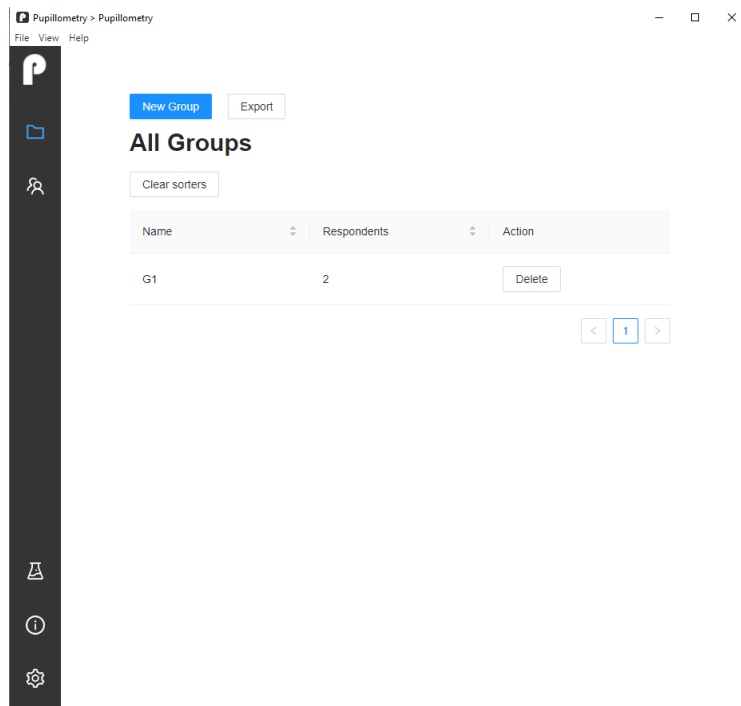 Pupillometry > Pupillometry
File View Help
New Group Export
All Groups
Clear sorters
Name Respondents Action
G1 2 Delete
< 1 >